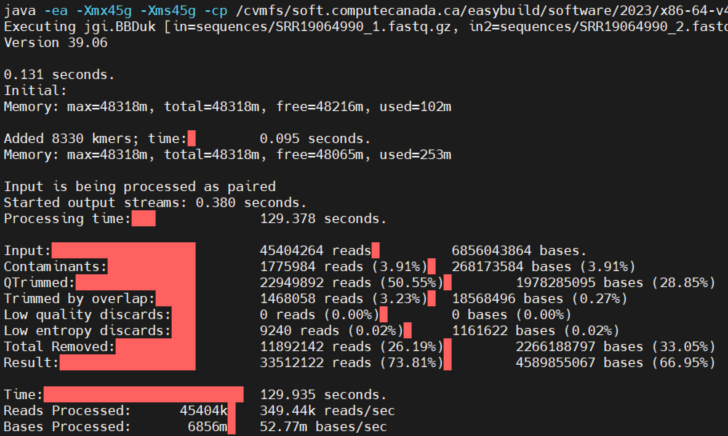 java -ea -Xmx45g -Xms45g -cp /cvmfs/soft.computecanada.ca/easybuild/software/2023/x86-64-v4
Executing jgi.BBDuk [in=sequences/SRR19064990_1.fastq.gz, in2=sequences/SRR19064990_2.fastq
Version 39.06
0.131 seconds.
Initial:
Memory: max=48318m, total=48318m, free=48216m, used=102m
Added 8330 kmers; time: 0.095 seconds.
Memory: max=48318m, total=48318m, free=48065m, used=253m
Input is being processed as paired
Started output streams: 0.380 seconds.
Processing time: 129.378 seconds.
Input: 45404264 reads 6856043864 bases.
Contaminants: 1775984 reads (3.91%) 268173584 bases (3.91%)
QTrimmed: 22949892 reads (50.55%) 1978285095 bases (28.85%)
Trimmed by overlap: 1468058 reads (3.23%) 18568496 bases (0.27%)
Low quality discards: 0 reads (0.00%) 0 bases (0.00%)
Low entropy discards: 9240 reads (0.02%) 1161622 bases (0.02%)
Total Removed: 11892142 reads (26.19%) 2266188797 bases (33.05%)
Result: 33512122 reads (73.81%) 4589855067 bases (66.95%)
Time: 129.935 seconds.
Reads Processed: 45404k 349.44k reads/sec
Bases Processed: 6856m 52.77m bases/sec